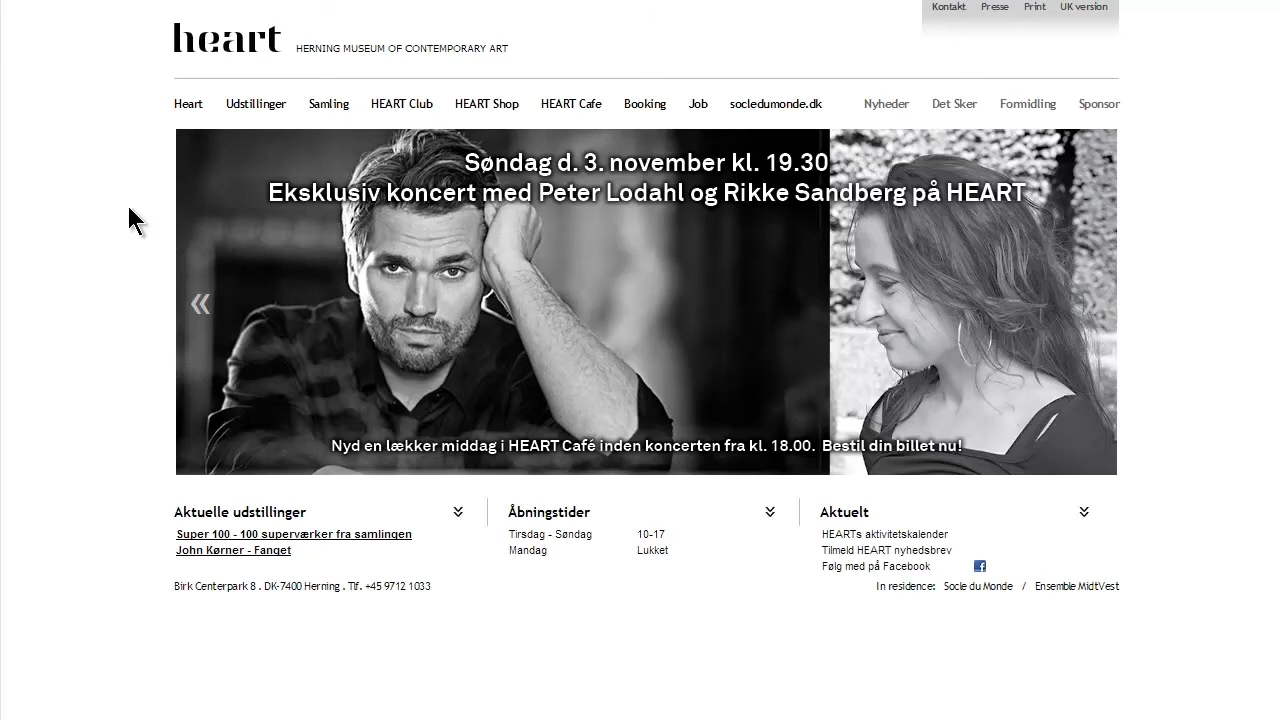 Kontakt Presse Print UK version
heart HERNING MUSEUM OF CONTEMPORARY ART
Heart Udstillinger Samling HEART Club HEART Shop HEART Cafe Booking Job socledumonde.dk Nyheder Det Sker Formidling Sponsor
Søndag d. 3. november kl. 19.30
Eksklusiv koncert med Peter Lodahl og Rikke Sandberg på HEART
«
Nyd en lækker middag i HEART Café inden koncerten fra kl. 18.00. Bestil din billet nu!
Aktuelle udstillinger
Super 100 - 100 superværker fra samlingen
John Kørner - Fanget
Åbningstider
Tirsdag - Søndag 10-17
Mandag Lukket
Aktuelt
HEARTs aktivitetskalender
Tilmeld HEART nyhedsbrev
Følg med på Facebook
Birk Centerpark 8 . DK-7400 Herning . Tlf. +45 9712 1033
In residence: Socle du Monde / Ensemble MidtVest